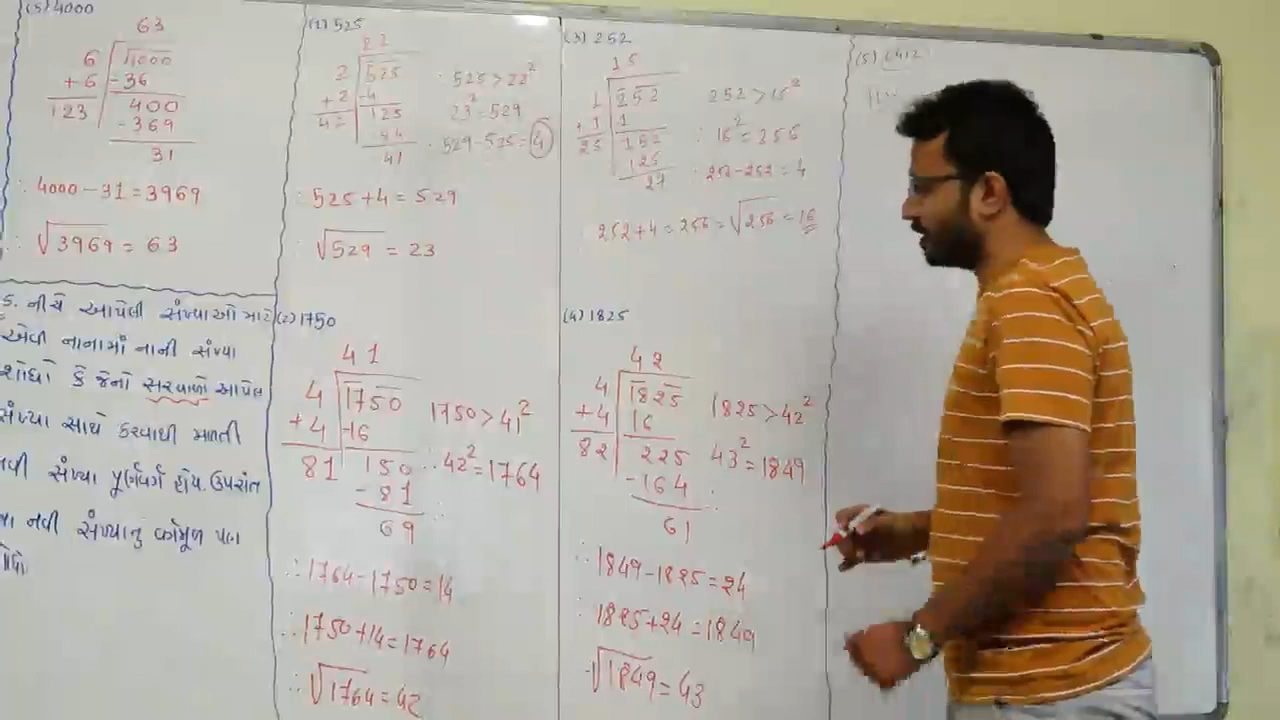 (5) 4000
63
6 1000
+6 -36
123 400
-369
31
∴ 4000-31=3969
∴ √3969 = 63
5. નીચે આપેલી સંખ્યાઓ માટે
એવી નાનામાં નાની સંખ્યા
શોધો કે જેનો સરવાળો આપેલ
સંખ્યા સાથે કરવાથી મળતી
નવી સંખ્યા પૂર્ણવર્ગ હોય. ઉપરાંત
આ નવી સંખ્યાનું વર્ગમૂળ પણ
શોધો
(1) 525
22
2 525 525>22²
+2 -4 23²=529
42 125 529-525=4
84
41
∴ 525+4=529
√529 = 23
(2) 1750
41
4 1750 1750>41²
+4 -16
81 150 ∴ 42²=1764
-81
69
∴ 1764-1750=14
∴ 1750+14=1764
∴ √1764=42
(3) 252
15
1 252 252>15²
+1 1
25 152 ∴ 16²=256
125
27 ∴ 256-252=4
252+4=256=√256=16
(4) 1825
42
4 1825 1825>42²
+4 16
82 225 43²=1849
-164
61
∴ 1849-1825=24
∴ 1825+24=1849
√1849=43
(5) 6412